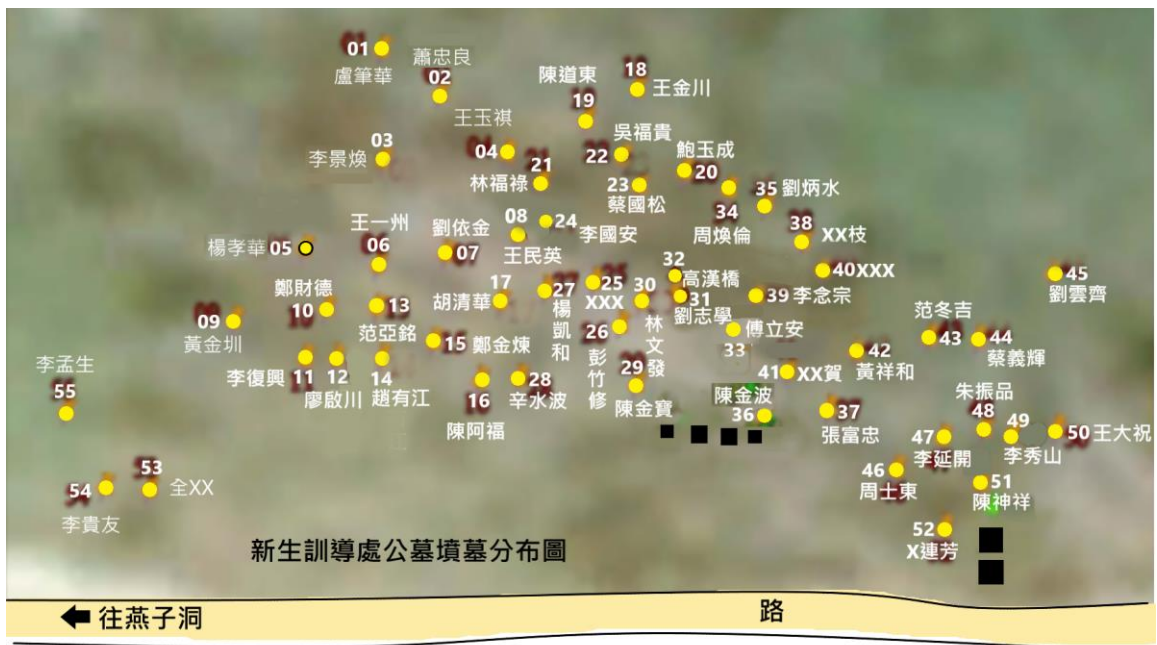 01
盧筆華
蕭忠良
02
陳道東
19
18
王金川
王玉祺
04
03
李景煥
21
林福祿
吳福貴
22
鮑玉成
20
23
蔡國松
34
周煥倫
35 劉炳水
38
XX枝
40XXX
楊孝華 05
王一州
06
劉依金
07
08
王民英
24
李國安
32
高漢橋
31
劉志學
39 李念宗
45
劉雲齊
鄭財德
10
13
范亞銘
17
胡清華
27
楊凱和
25
XXX
30
林文發
26
彭竹修
傅立安
33
09
黃金圳
15 鄭金煉
范冬吉
43
44
蔡義輝
42
黃祥和
李復興
11
12
廖啟川
14
趙有江
16
陳阿福
28
辛水波
29
陳金寶
41 XX賀
陳金波
36
37
張富忠
朱振品
48
49
李秀山
50 王大祝
47
李延開
46
周士東
51
陳神祥
52
X連芳
李孟生
55
53
全XX
54
李貴友
新生訓導處公墓墳墓分布圖
往燕子洞
路